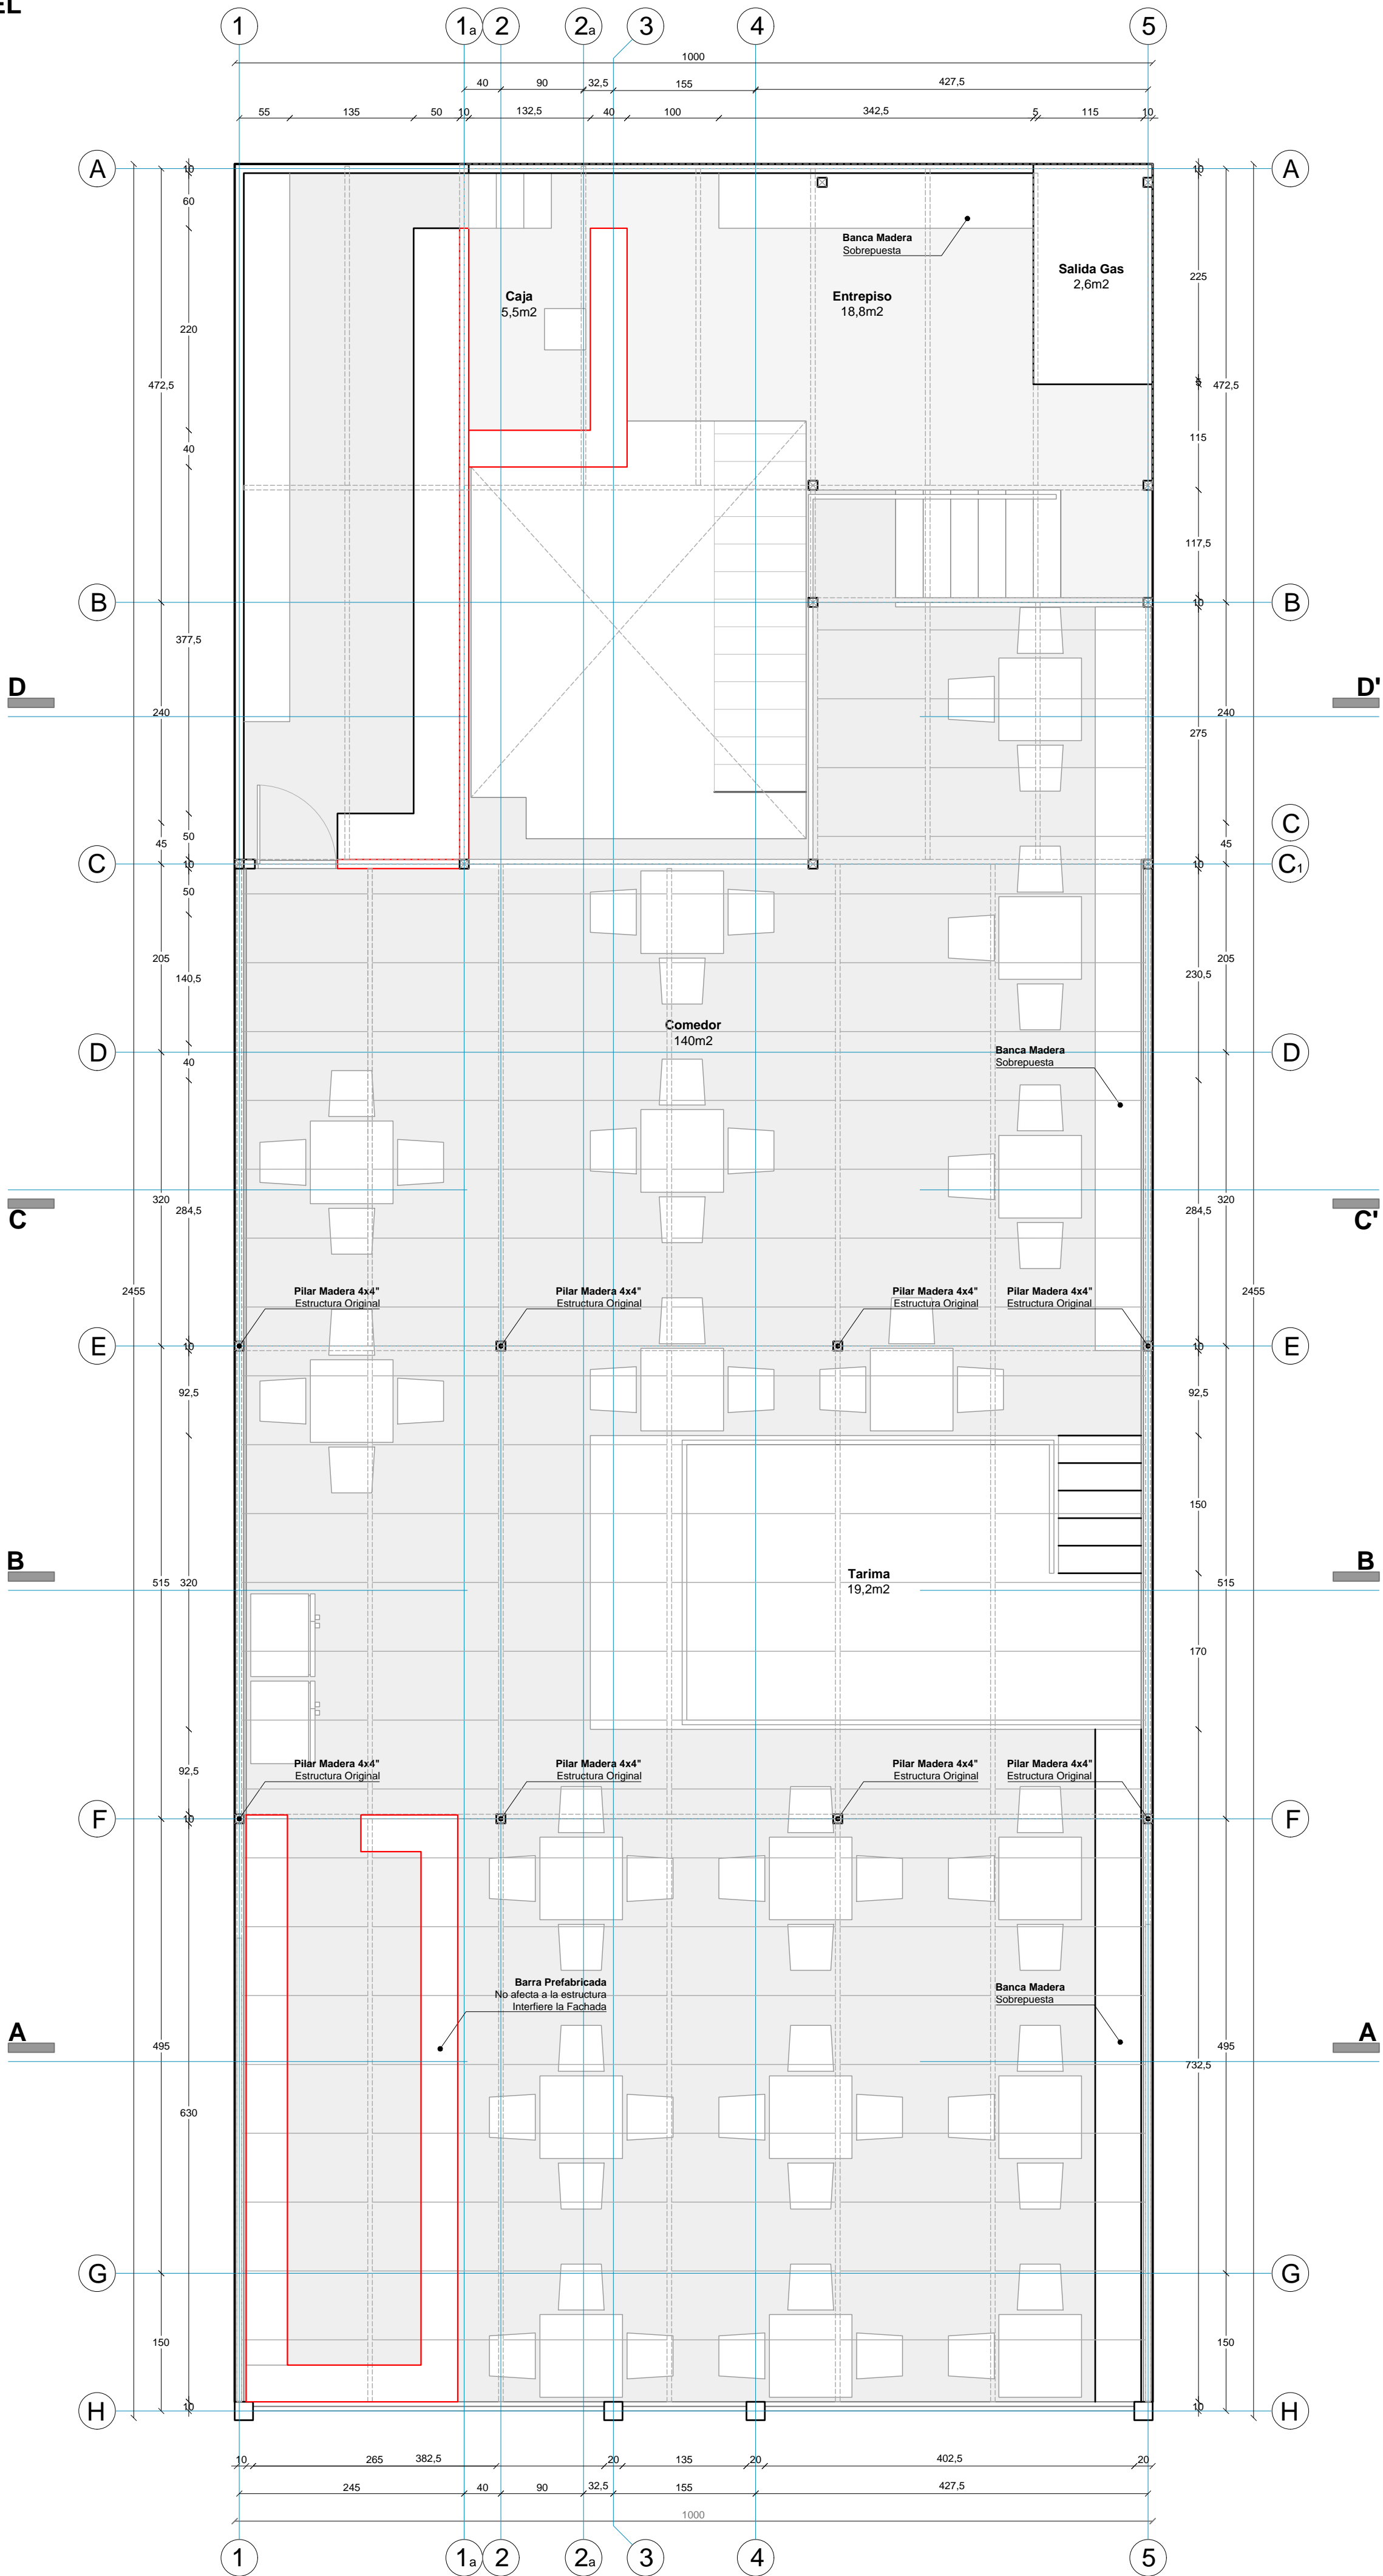 EL
1
1a
2
2a
3
4
5
1000
40
90
32,5
155
427,5
55
135
50
10
132,5
40
100
342,5
5
115
10
A
10
10
A
60
Banca Madera
Sobrepuesta
Salida Gas
2,6m2
Caja
5,5m2
Entrepiso
18,8m2
225
220
472,5
5
472,5
40
115
117,5
B
10
B
377,5
D
D'
240
240
275
50
45
C
45
C
10
10
C1
50
205
140,5
205
230,5
Comedor
140m2
D
40
Banca Madera
Sobrepuesta
D
320
284,5
320
284,5
C
C'
2455
2455
Pilar Madera 4x4"
Estructura Original
Pilar Madera 4x4"
Estructura Original
Pilar Madera 4x4"
Estructura Original
Pilar Madera 4x4"
Estructura Original
E
10
10
E
92,5
92,5
150
B
B
515
320
Tarima
19,2m2
515
170
Pilar Madera 4x4"
Estructura Original
Pilar Madera 4x4"
Estructura Original
Pilar Madera 4x4"
Estructura Original
Pilar Madera 4x4"
Estructura Original
92,5
F
10
F
Barra Prefabricada
No afecta a la estructura
Interfiere la Fachada
Banca Madera
Sobrepuesta
A
A
495
495
732,5
630
G
G
150
150
H
10
10
H
10
265
382,5
20
135
20
402,5
20
245
40
90
32,5
155
427,5
1000
1
1a
2
2a
3
4
5